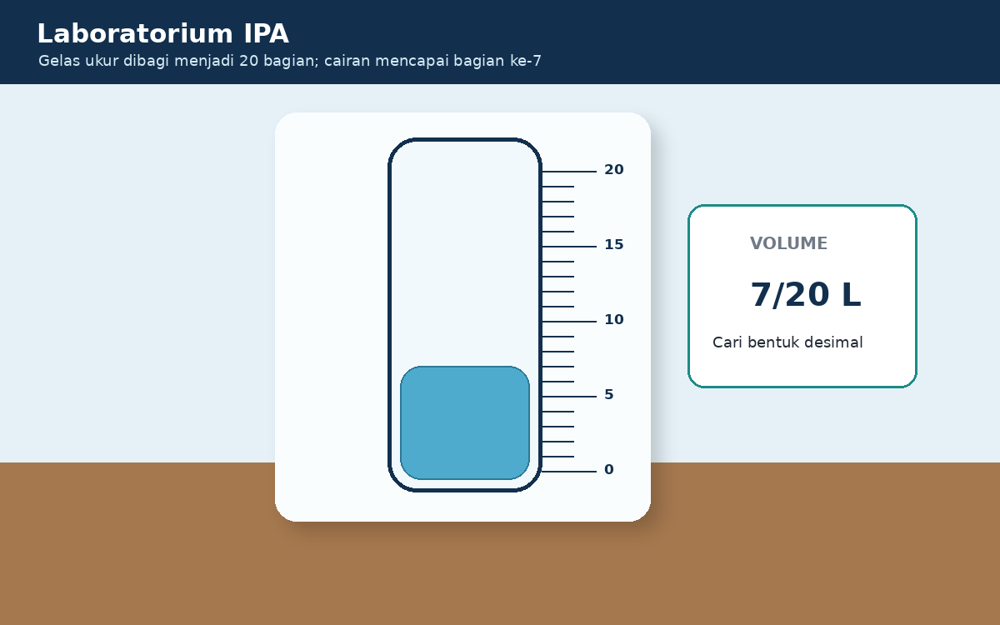 Laboratorium IPA
Gelas ukur dibagi menjadi 20 bagian; cairan mencapai bagian ke-7
20
15
10
5
0
VOLUME
7/20 L
Cari bentuk desimal